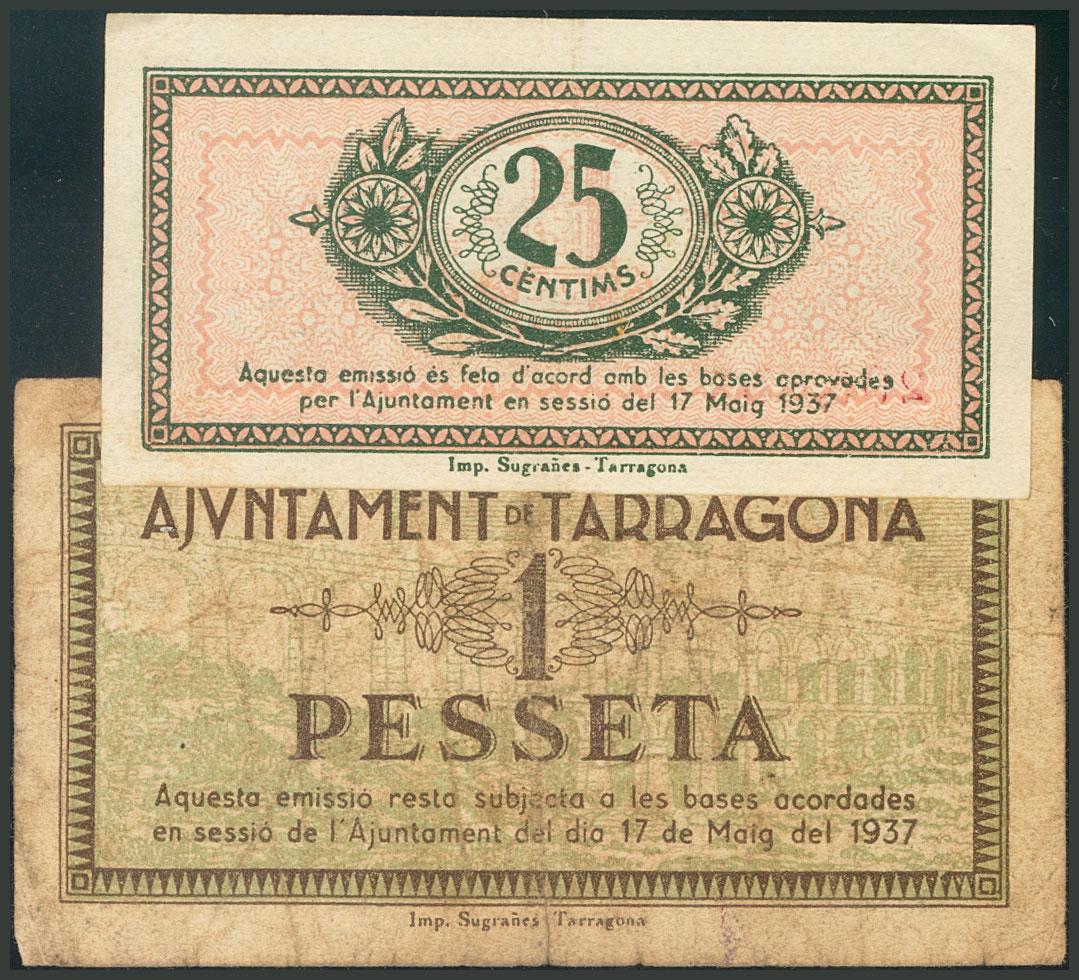 25
CÈNTIMS
Aquesta emissió és feta d'acord amb les bases aprovades
per l'Ajuntament en sessió del 17 Maig 1937
Imp. Sugrañes - Tarragona
AJVNTAMENT DE TARRAGONA
1
PESSETA
Aquesta emissió resta subjecta a les bases acordades
en sessió de l'Ajuntament del dia 17 de Maig del 1937
Imp. Sugrañes Tarragona